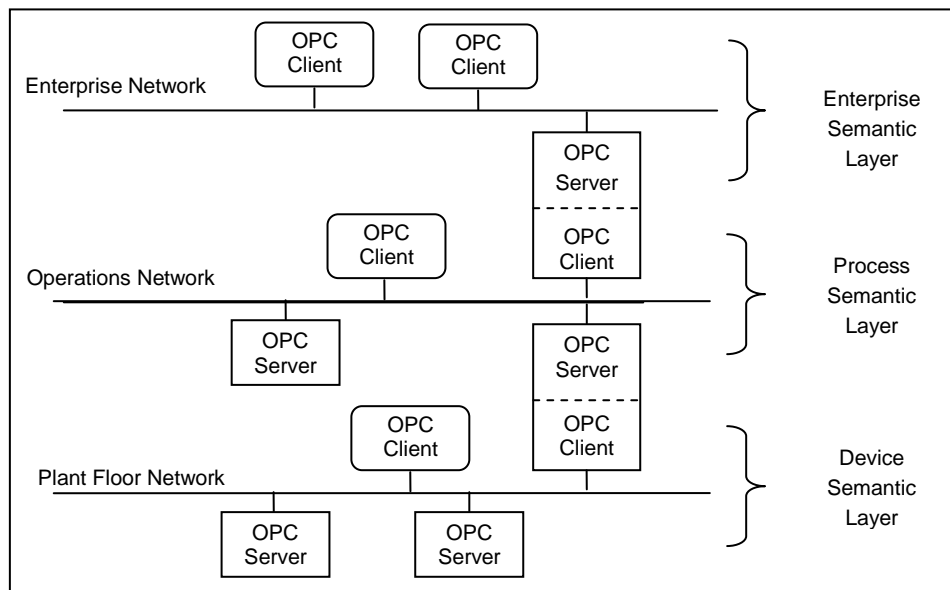 OPC
Client
OPC
Client
Enterprise Network
Enterprise
Semantic
Layer
OPC
Server
OPC
Client
OPC
Client
Operations Network
Process
Semantic
Layer
OPC
Server
OPC
Server
OPC
Client
OPC
Client
Plant Floor Network
Device
Semantic
Layer
OPC
Server
OPC
Server